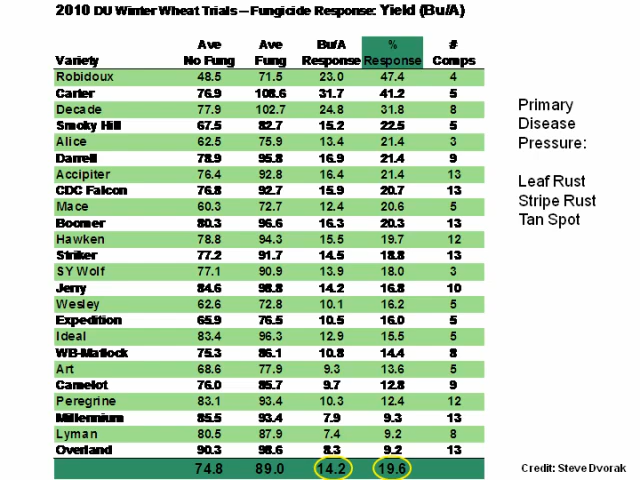 2010 DU Winter Wheat Trials – Fungicide Response: Yield (Bu/A)
Ave Ave Bu/A % #
Variety No Fung Fung Response Response Comps
Robidoux 48.5 71.5 23.0 47.4 4
Carter 76.9 108.6 31.7 41.2 5
Decade 77.9 102.7 24.8 31.8 8
Smoky Hill 67.5 82.7 15.2 22.5 5
Alice 62.5 75.9 13.4 21.4 3
Darrell 78.9 95.8 16.9 21.4 9
Accipiter 76.4 92.8 16.4 21.4 13
CDC Falcon 76.8 92.7 15.9 20.7 13
Mace 60.3 72.7 12.4 20.6 5
Boomer 80.3 96.6 16.3 20.3 13
Hawken 78.8 94.3 15.5 19.7 12
Striker 77.2 91.7 14.5 18.8 13
SY Wolf 77.1 90.9 13.9 18.0 3
Jerry 84.6 98.8 14.2 16.8 10
Wesley 62.6 72.8 10.1 16.2 5
Expedition 65.9 76.5 10.5 16.0 5
Ideal 83.4 96.3 12.9 15.5 5
WB-Matlock 75.3 86.1 10.8 14.4 8
Art 68.6 77.9 9.3 13.6 5
Camelot 76.0 85.7 9.7 12.8 9
Peregrine 83.1 93.4 10.3 12.4 12
Millennium 85.5 93.4 7.9 9.3 13
Lyman 80.5 87.9 7.4 9.2 8
Overland 90.3 98.6 8.3 9.2 13
74.8 89.0 14.2 19.6
Primary
Disease
Pressure:
Leaf Rust
Stripe Rust
Tan Spot
Credit: Steve Dvorak